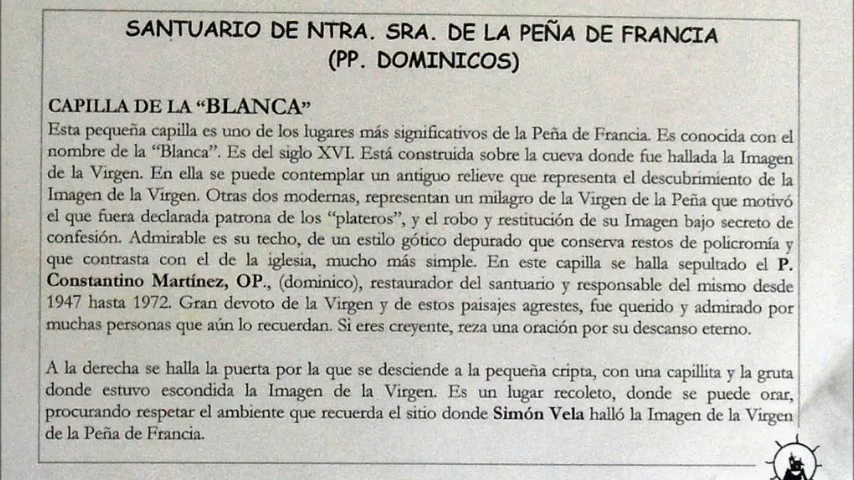 SANTUARIO DE NTRA. SRA. DE LA PEÑA DE FRANCIA
(PP. DOMINICOS)
CAPILLA DE LA “BLANCA”
Esta pequeña capilla es uno de los lugares más significativos de la Peña de Francia. Es conocida con el
nombre de la “Blanca”. Es del siglo XVI. Está construida sobre la cueva donde fue hallada la Imagen
de la Virgen. En ella se puede contemplar un antiguo relieve que representa el descubrimiento de la
Imagen de la Virgen. Otras dos modernas, representan un milagro de la Virgen de la Peña que motivó
el que fuera declarada patrona de los “plateros”, y el robo y restitución de su Imagen bajo secreto de
confesión. Admirable es su techo, de un estilo gótico depurado que conserva restos de policromía y
que contrasta con el de la iglesia, mucho más simple. En este capilla se halla sepultado el P.
Constantino Martínez, OP., (dominico), restaurador del santuario y responsable del mismo desde
1947 hasta 1972. Gran devoto de la Virgen y de estos paisajes agrestes, fue querido y admirado por
muchas personas que aún lo recuerdan. Si eres creyente, reza una oración por su descanso eterno.
A la derecha se halla la puerta por la que se desciende a la pequeña cripta, con una capillita y la gruta
donde estuvo escondida la Imagen de la Virgen. Es un lugar recoleto, donde se puede orar,
procurando respetar el ambiente que recuerda el sitio donde Simón Vela halló la Imagen de la Virgen
de la Peña de Francia.